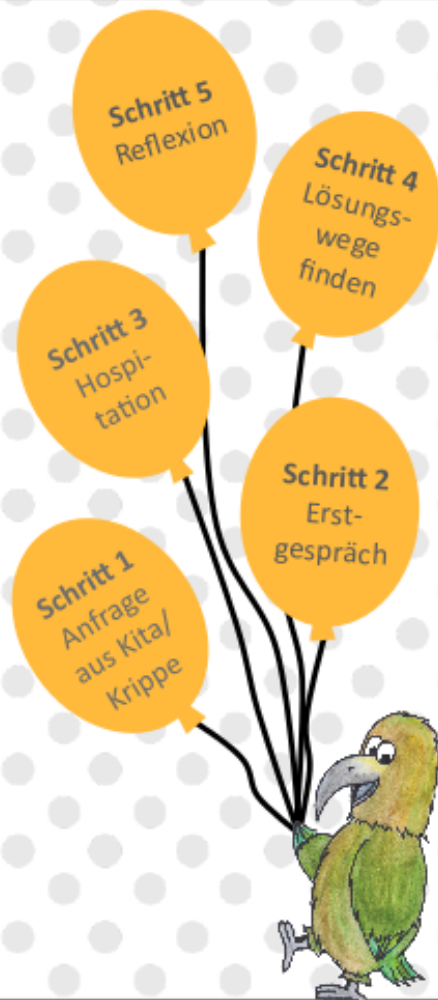 Schritt 5
Reflexion
Schritt 4
Lösungs-
wege
finden
Schritt 3
Hospi-
tation
Schritt 2
Erst-
gespräch
Schritt 1
Anfrage
aus Kita/
Krippe